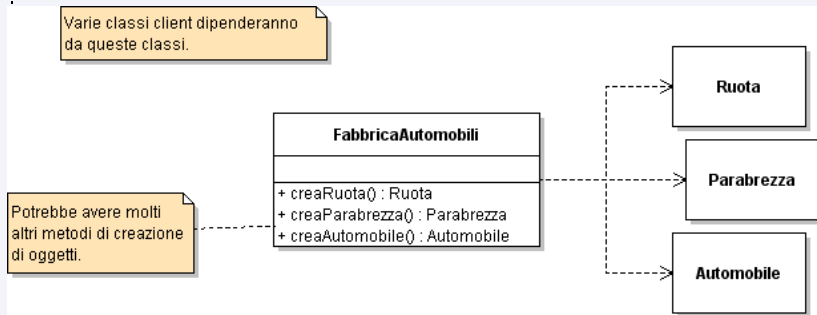 Varie classi client dipenderanno
da queste classi.
Ruota
FabbricaAutomobili
+ creaRuota() : Ruota
+ creaParabrezza() : Parabrezza
+ creaAutomobile() : Automobile
Parabrezza
Potrebbe avere molti
altri metodi di creazione
di oggetti.
Automobile